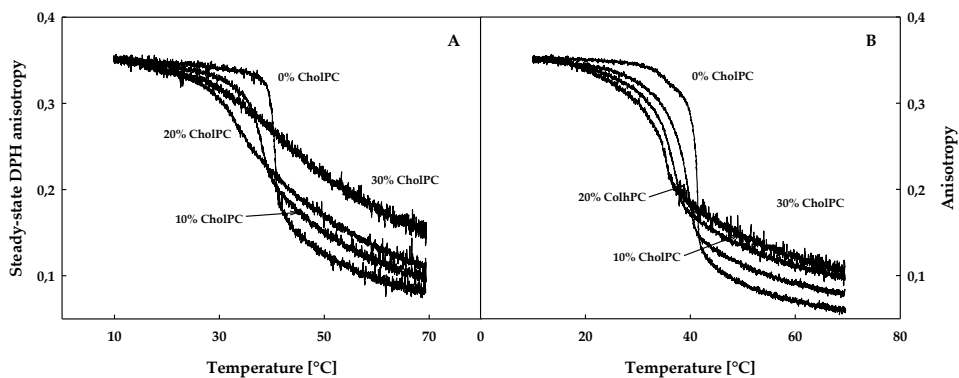 0,4
0,3
0,2
0,1
Steady-state DPH anisotropy
A
0% CholPC
20% CholPC
30% CholPC
10% CholPC
10
30
50
70
Temperature [°C]
B
0% CholPC
20% ColhPC
30% CholPC
10% CholPC
0
20
40
60
80
Temperature [°C]
0,4
0,3
0,2
0,1
Anisotropy